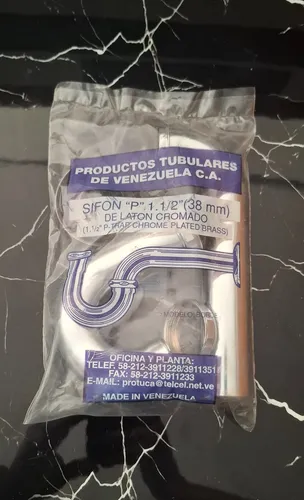 PRODUCTOS TUBULARES
DE VENEZUELA C.A.
SIFON "P", 1.1/2" (38 mm)
DE LATON CROMADO
(1.1/2" P-TRAP CHROME PLATED BRASS)
OFICINA Y PLANTA:
TELEF. 58-212-3911228/3911351
FAX: 58-212-3911233
E-MAIL: protuca@telcel.net.ve
MADE IN VENEZUELA